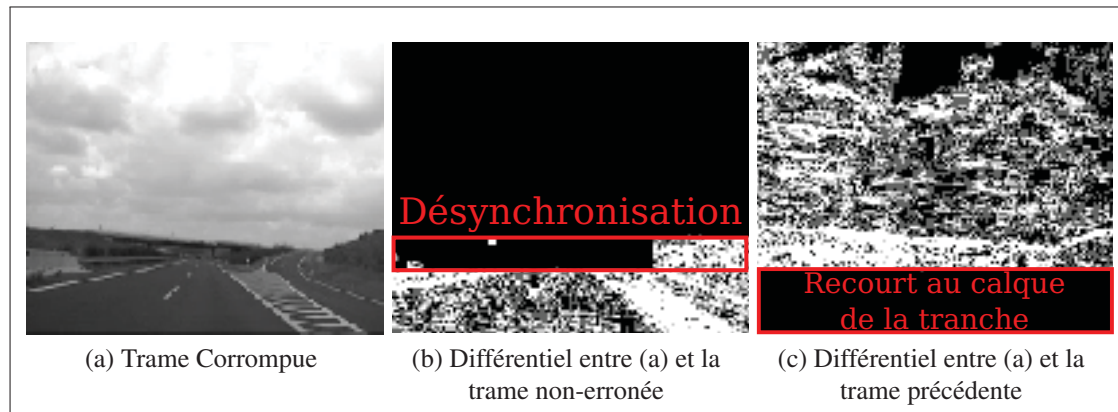 Désynchronisation
Recourt au calque
de la tranche
(a) Trame Corrompue
(b) Différentiel entre (a) et la
trame non-erronée
(c) Différentiel entre (a) et la
trame précédente